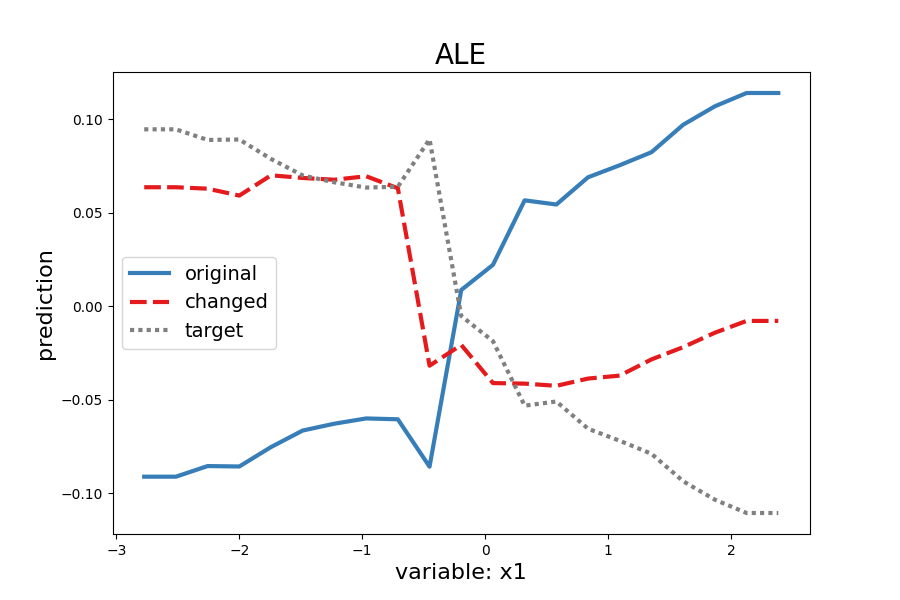 ALE
0.10
0.05
0.00
−0.05
−0.10
prediction
original
changed
target
−3
−2
−1
0
1
2
variable: x1